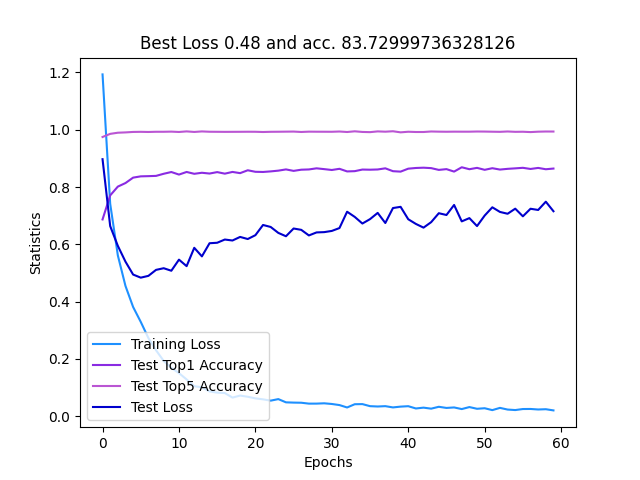 Best Loss 0.48 and acc. 83.72999736328126
Statistics
1.2
1.0
0.8
0.6
0.4
0.2
0.0
Training Loss
Test Top1 Accuracy
Test Top5 Accuracy
Test Loss
0 10 20 30 40 50 60
Epochs